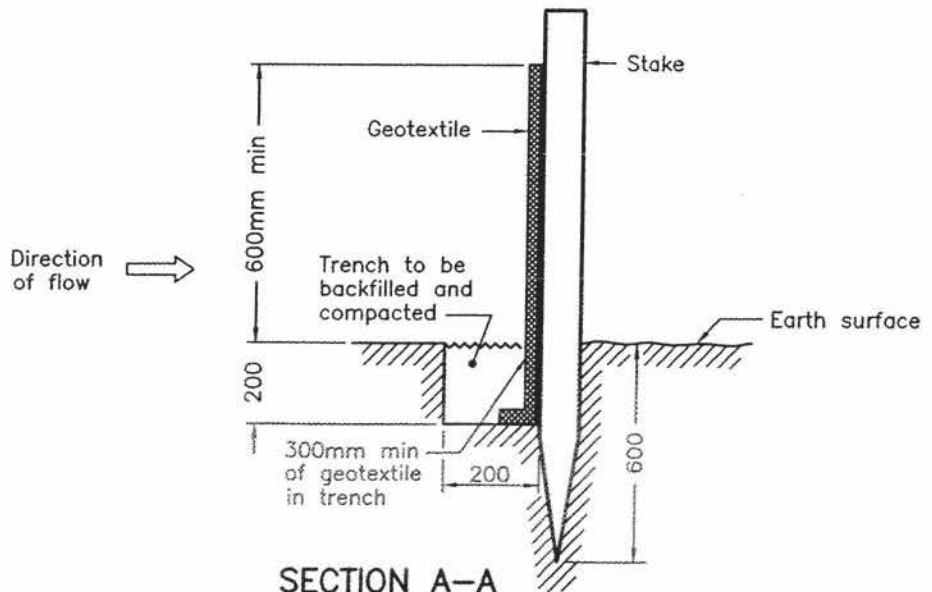 Stake
Geotextile
600mm min
Direction
of flow
Trench to be
backfilled and
compacted
Earth surface
200
300mm min
of geotextile
in trench
200
600
SECTION A-A